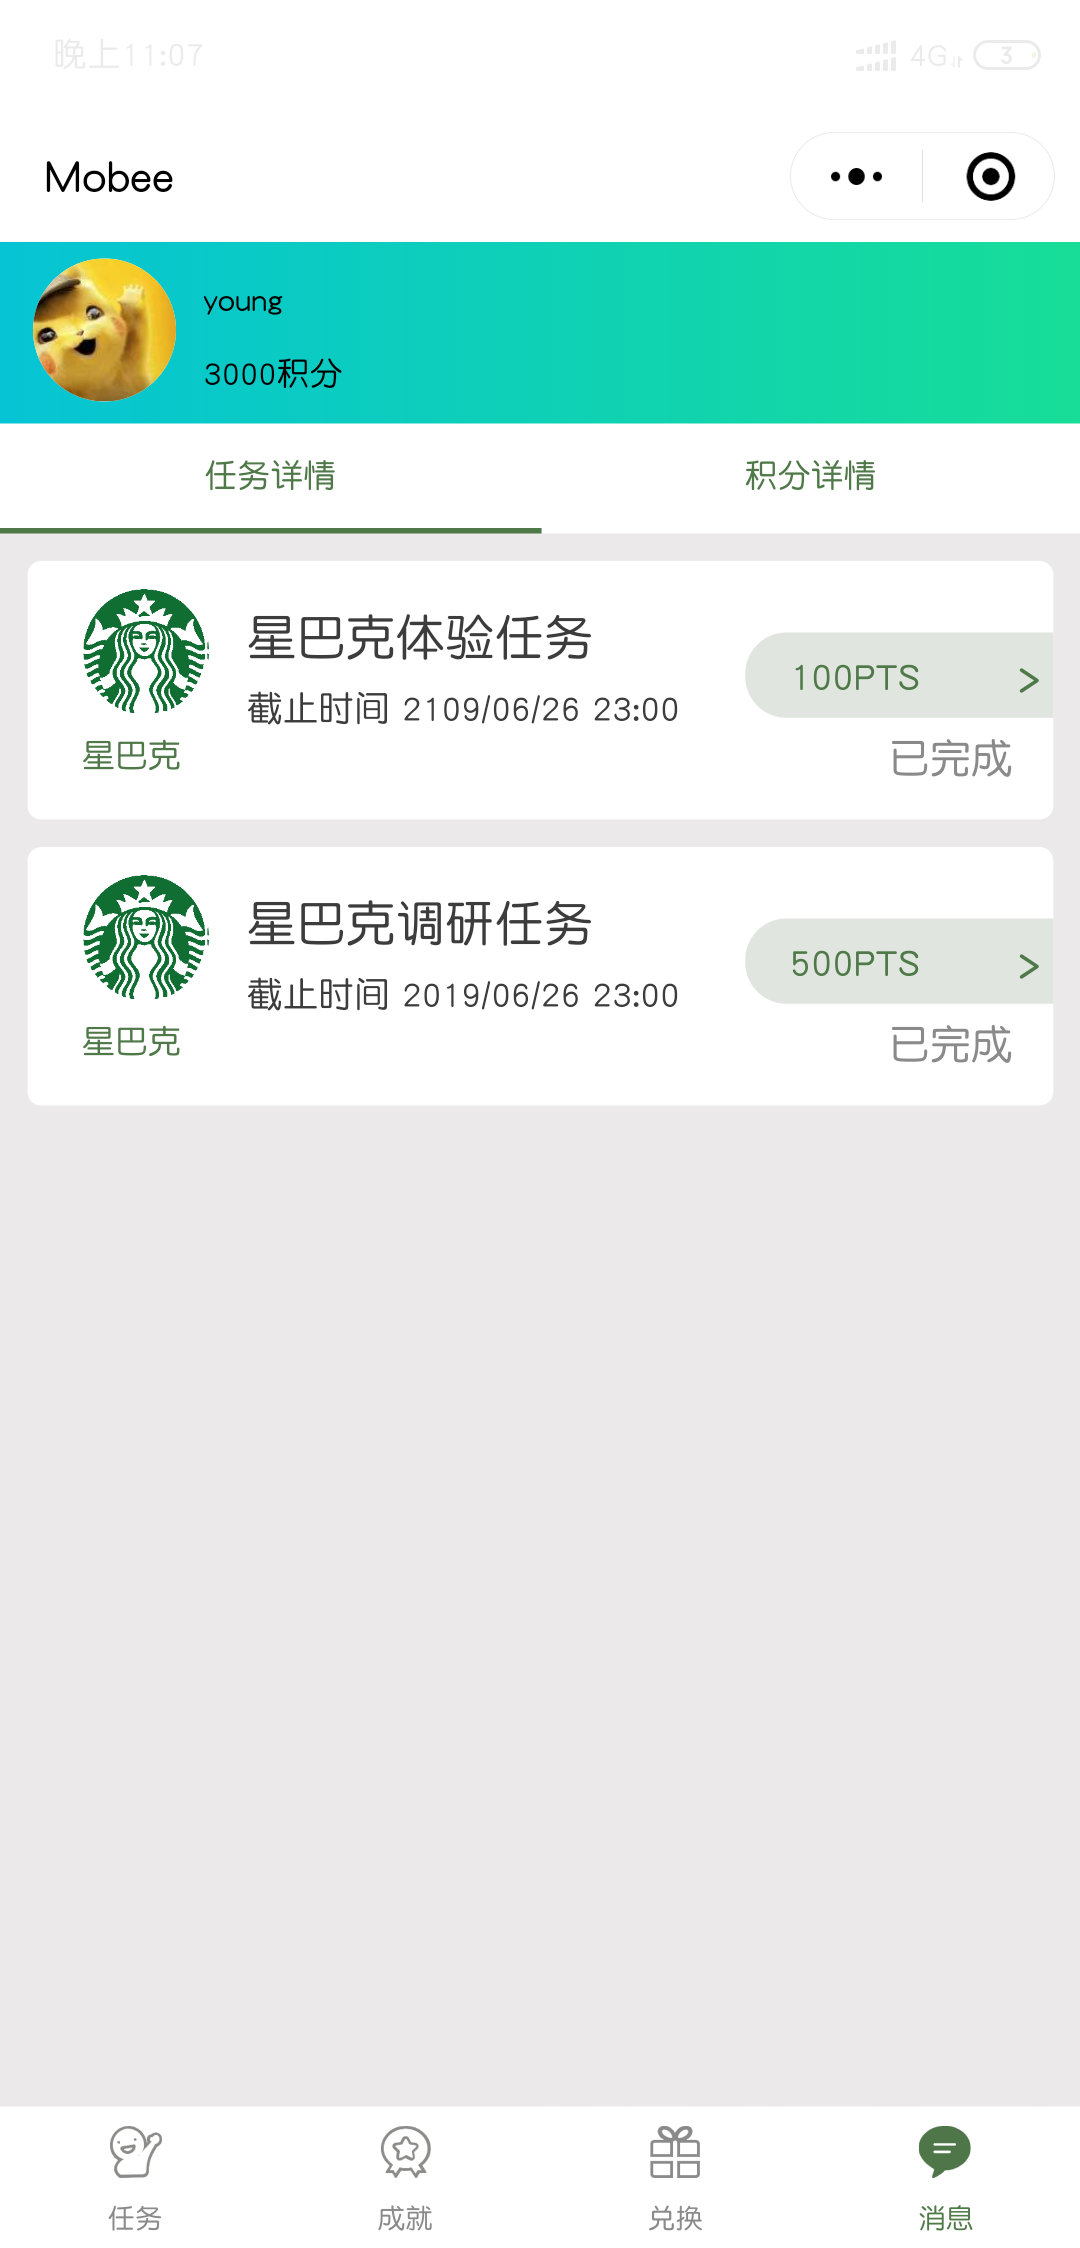 晚上11:07
4G
3
Mobee
young
3000积分
任务详情
积分详情
星巴克体验任务
截止时间 2109/06/26 23:00
星巴克
100PTS
>
已完成
星巴克调研任务
截止时间 2019/06/26 23:00
星巴克
500PTS
>
已完成
任务
成就
兑换
消息